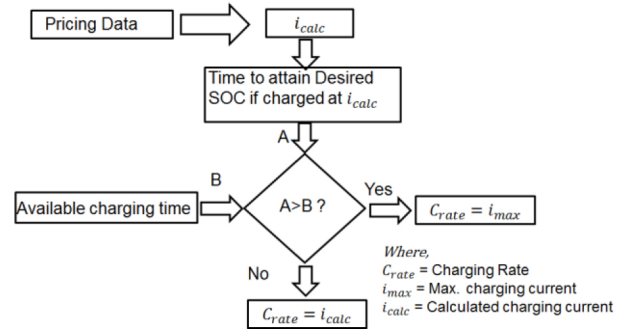 Pricing Data
i_calc
Time to attain Desired
SOC if charged at i_calc
A
B
Available charging time
A>B ?
Yes
C_rate = i_max
No
C_rate = i_calc
Where,
C_rate = Charging Rate
i_max = Max. charging current
i_calc = Calculated charging current